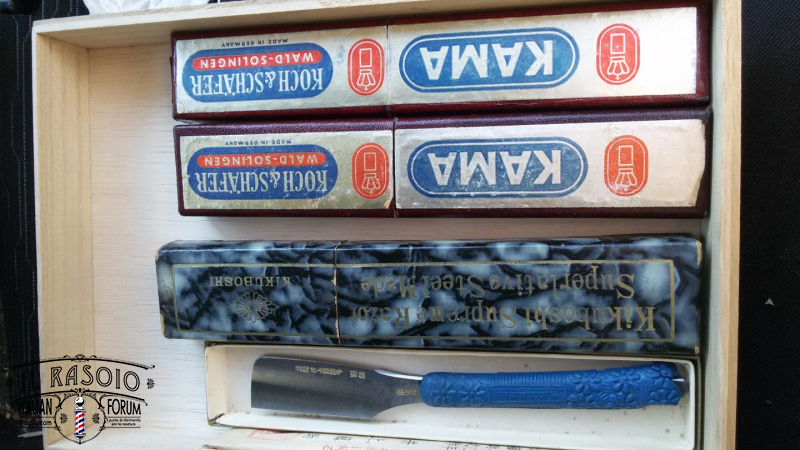 KOCH & SCHÄFER
WALD-SOLINGEN
MADE IN GERMANY
KAMA
KOCH & SCHÄFER
WALD-SOLINGEN
MADE IN GERMANY
KAMA
Kikuboshi Supreme Razor
Superlative Steel Made
KIKUBOSHI
IL RASOIO
ITALIAN FORUM